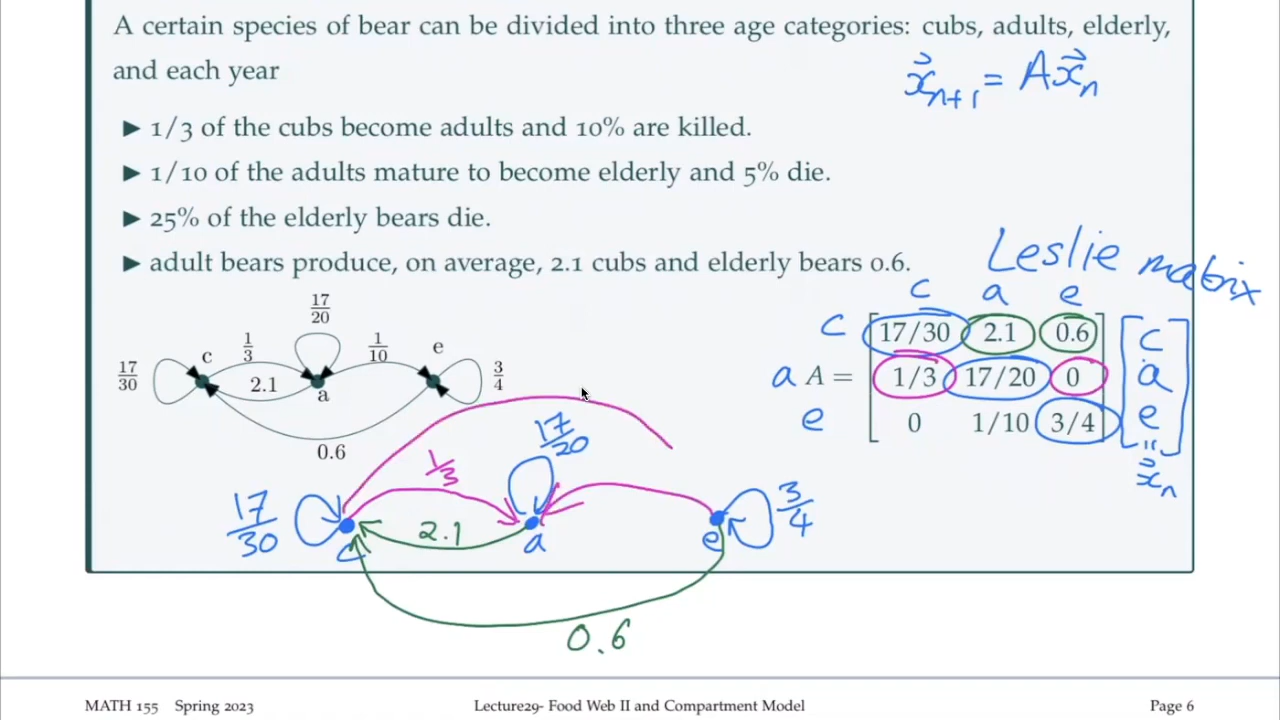 A certain species of bear can be divided into three age categories: cubs, adults, elderly,
and each year
x⃗ₙ₊₁ = Ax⃗ₙ
▶ 1/3 of the cubs become adults and 10% are killed.
▶ 1/10 of the adults mature to become elderly and 5% die.
▶ 25% of the elderly bears die.
▶ adult bears produce, on average, 2.1 cubs and elderly bears 0.6.
Leslie matrix
c a e
c 17/30 2.1 0.6 c
a A = 1/3 17/20 0 a
e 0 1/10 3/4 e
=
x⃗ₙ
17/20
17/30 c 1/3 2.1 a 1/10 e 3/4
0.6
17/30 c 1/3 2.1 17/20 a e 3/4
0.6
MATH 155 Spring 2023 Lecture29- Food Web II and Compartment Model Page 6